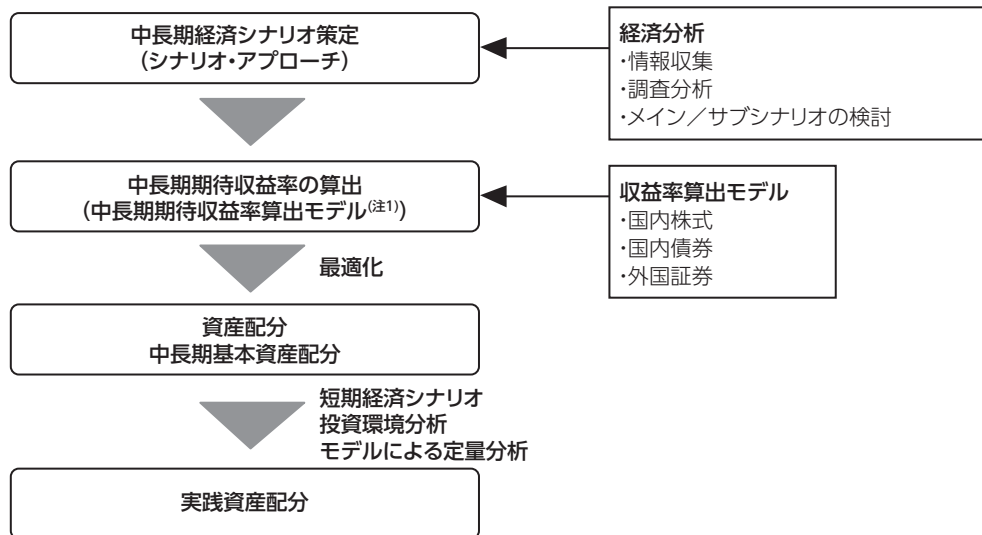 中長期経済シナリオ策定
(シナリオ・アプローチ)
経済分析
・情報収集
・調査分析
・メイン／サブシナリオの検討
中長期期待収益率の算出
(中長期期待収益率算出モデル(注1))
収益率算出モデル
・国内株式
・国内債券
・外国証券
最適化
資産配分
中長期基本資産配分
短期経済シナリオ
投資環境分析
モデルによる定量分析
実践資産配分